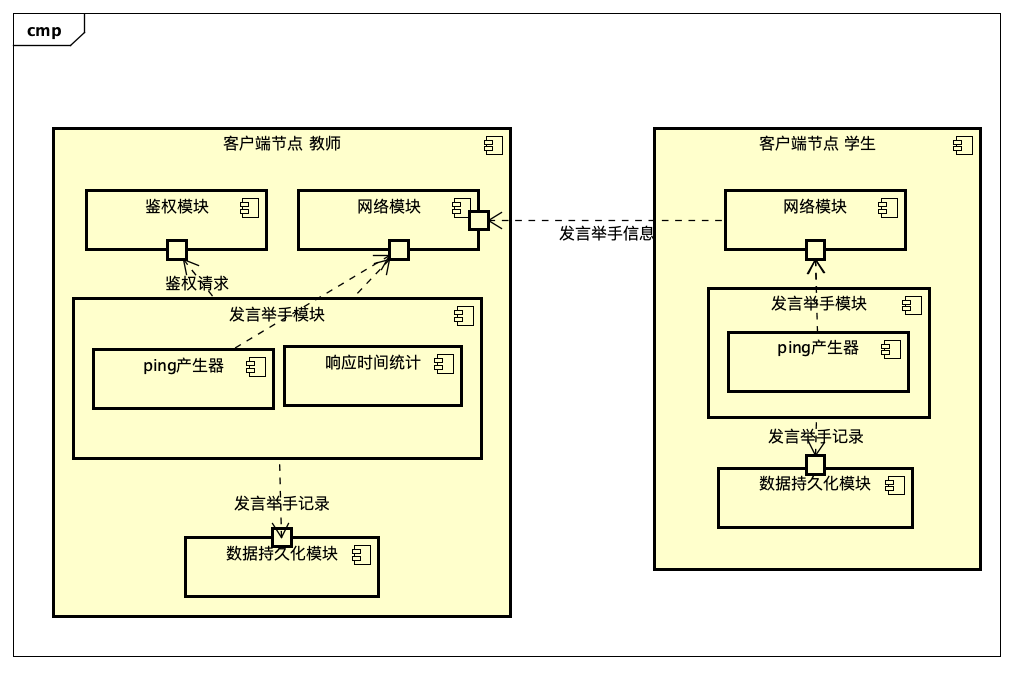 cmp
客户端节点 教师
鉴权模块
网络模块
鉴权请求
发言举手模块
ping产生器
响应时间统计
发言举手记录
数据持久化模块
发言举手信息
客户端节点 学生
网络模块
发言举手模块
ping产生器
发言举手记录
数据持久化模块